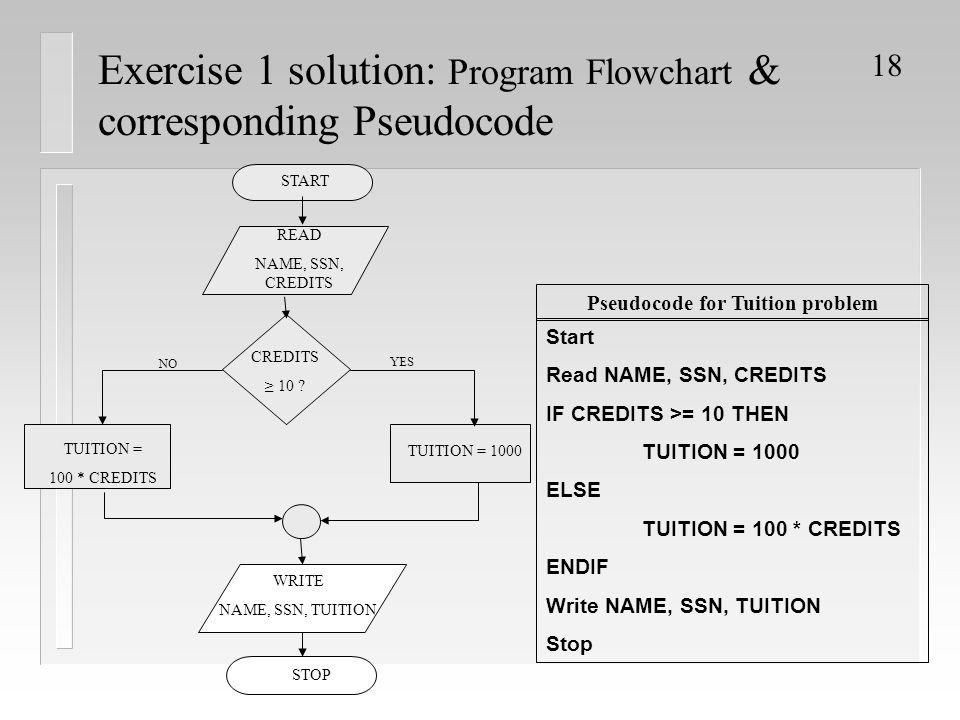 Exercise 1 solution: Program Flowchart &
corresponding Pseudocode
18
START
READ
NAME, SSN,
CREDITS
CREDITS
≥ 10 ?
NO
YES
TUITION =
100 * CREDITS
TUITION = 1000
WRITE
NAME, SSN, TUITION
STOP
Pseudocode for Tuition problem
Start
Read NAME, SSN, CREDITS
IF CREDITS >= 10 THEN
TUITION = 1000
ELSE
TUITION = 100 * CREDITS
ENDIF
Write NAME, SSN, TUITION
Stop